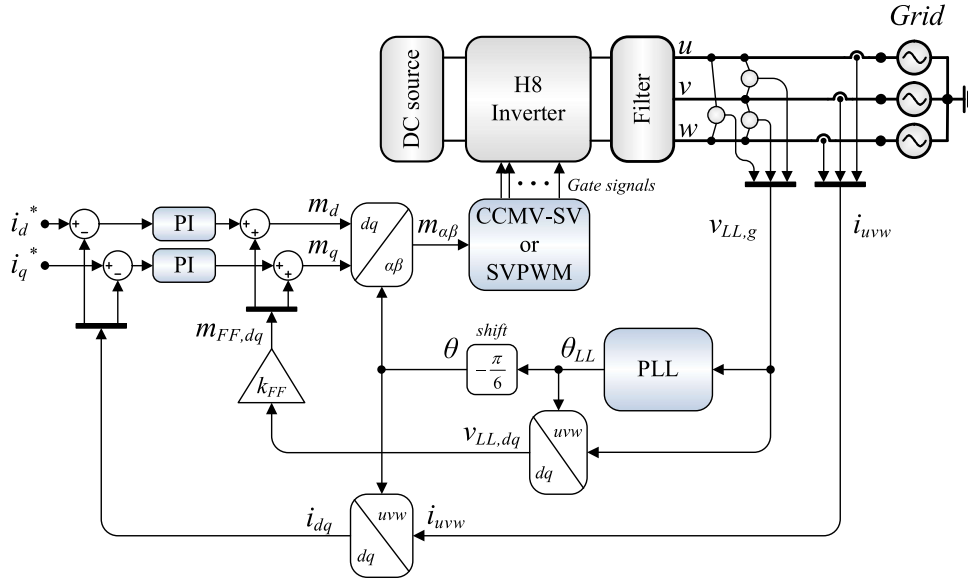 Grid
DC source
H8
Inverter
Filter
u
v
w
Gate signals
i_d*
i_q*
+
−
+
−
PI
PI
+
+
+
+
m_d
m_q
dq
αβ
m_αβ
CCMV-SV
or
SVPWM
v_LL,g
i_uvw
m_FF,dq
k_FF
θ
shift
−π/6
θ_LL
PLL
v_LL,dq
uvw
dq
i_dq
uvw
dq
i_uvw